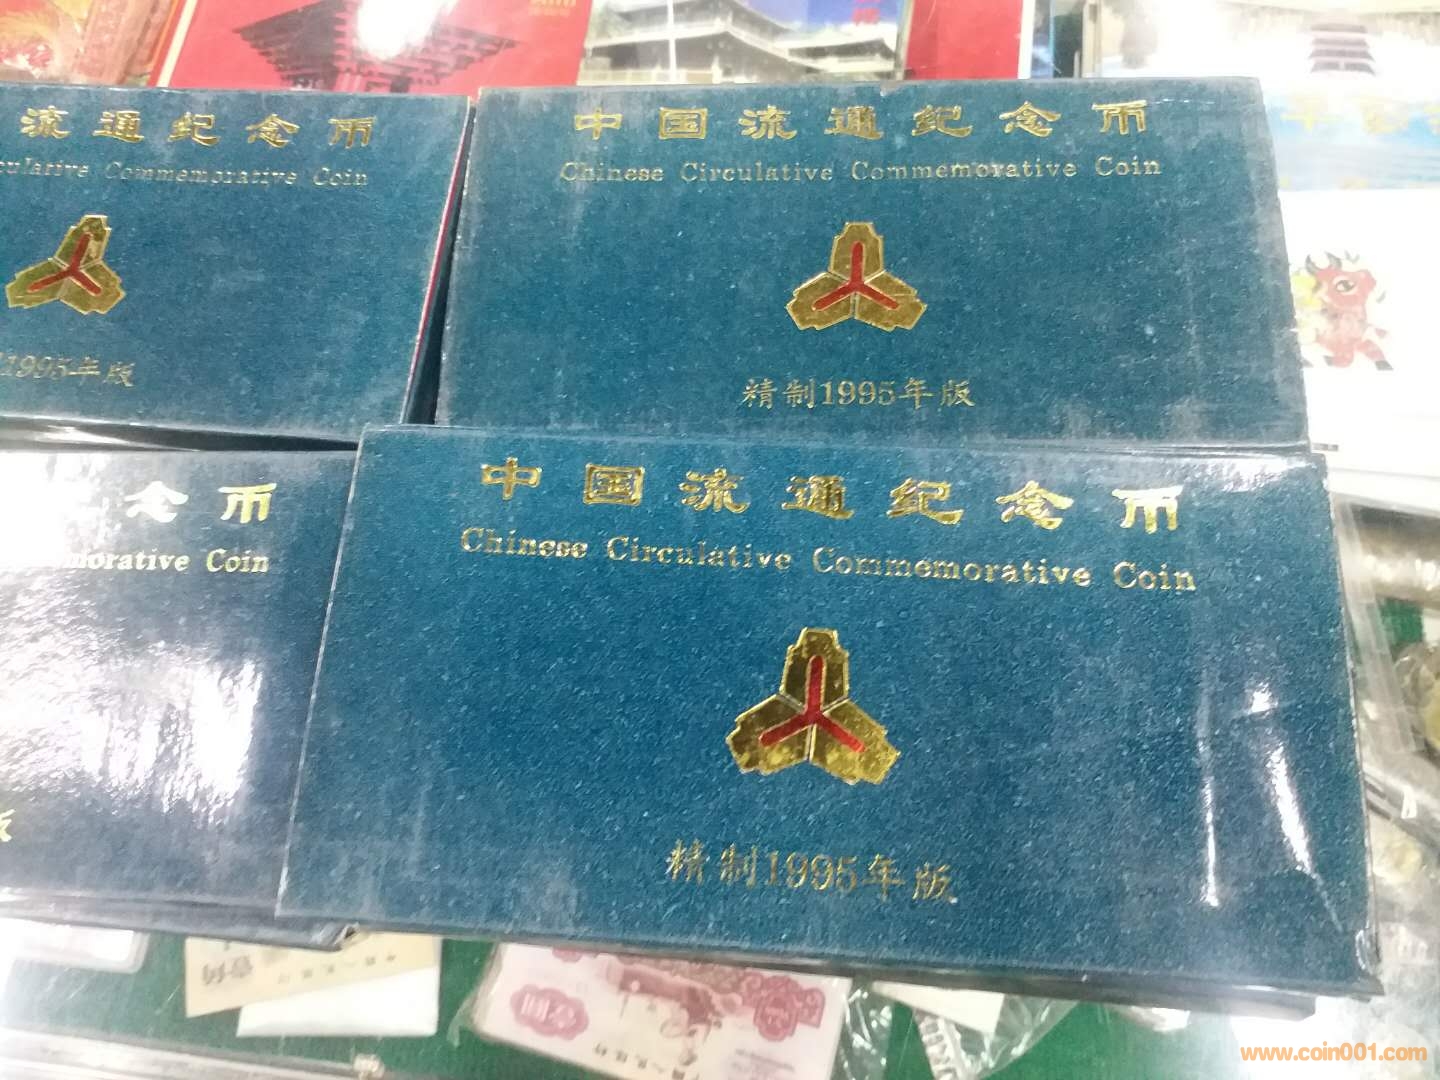 流通纪念币
Commemorative Coin
1995年版
中国流通纪念币
Chinese Circulative Commemorative Coin
精制1995年版
念币
Coin
版
中国流通纪念币
Chinese Circulative Commemorative Coin
精制1995年版
www.coin001.com